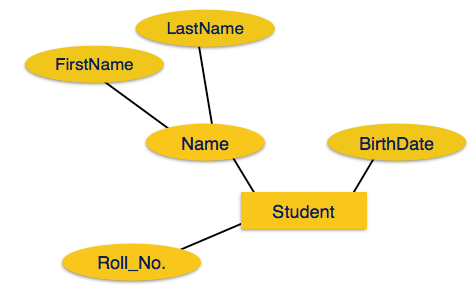 LastName
FirstName
Name
BirthDate
Student
Roll_No.